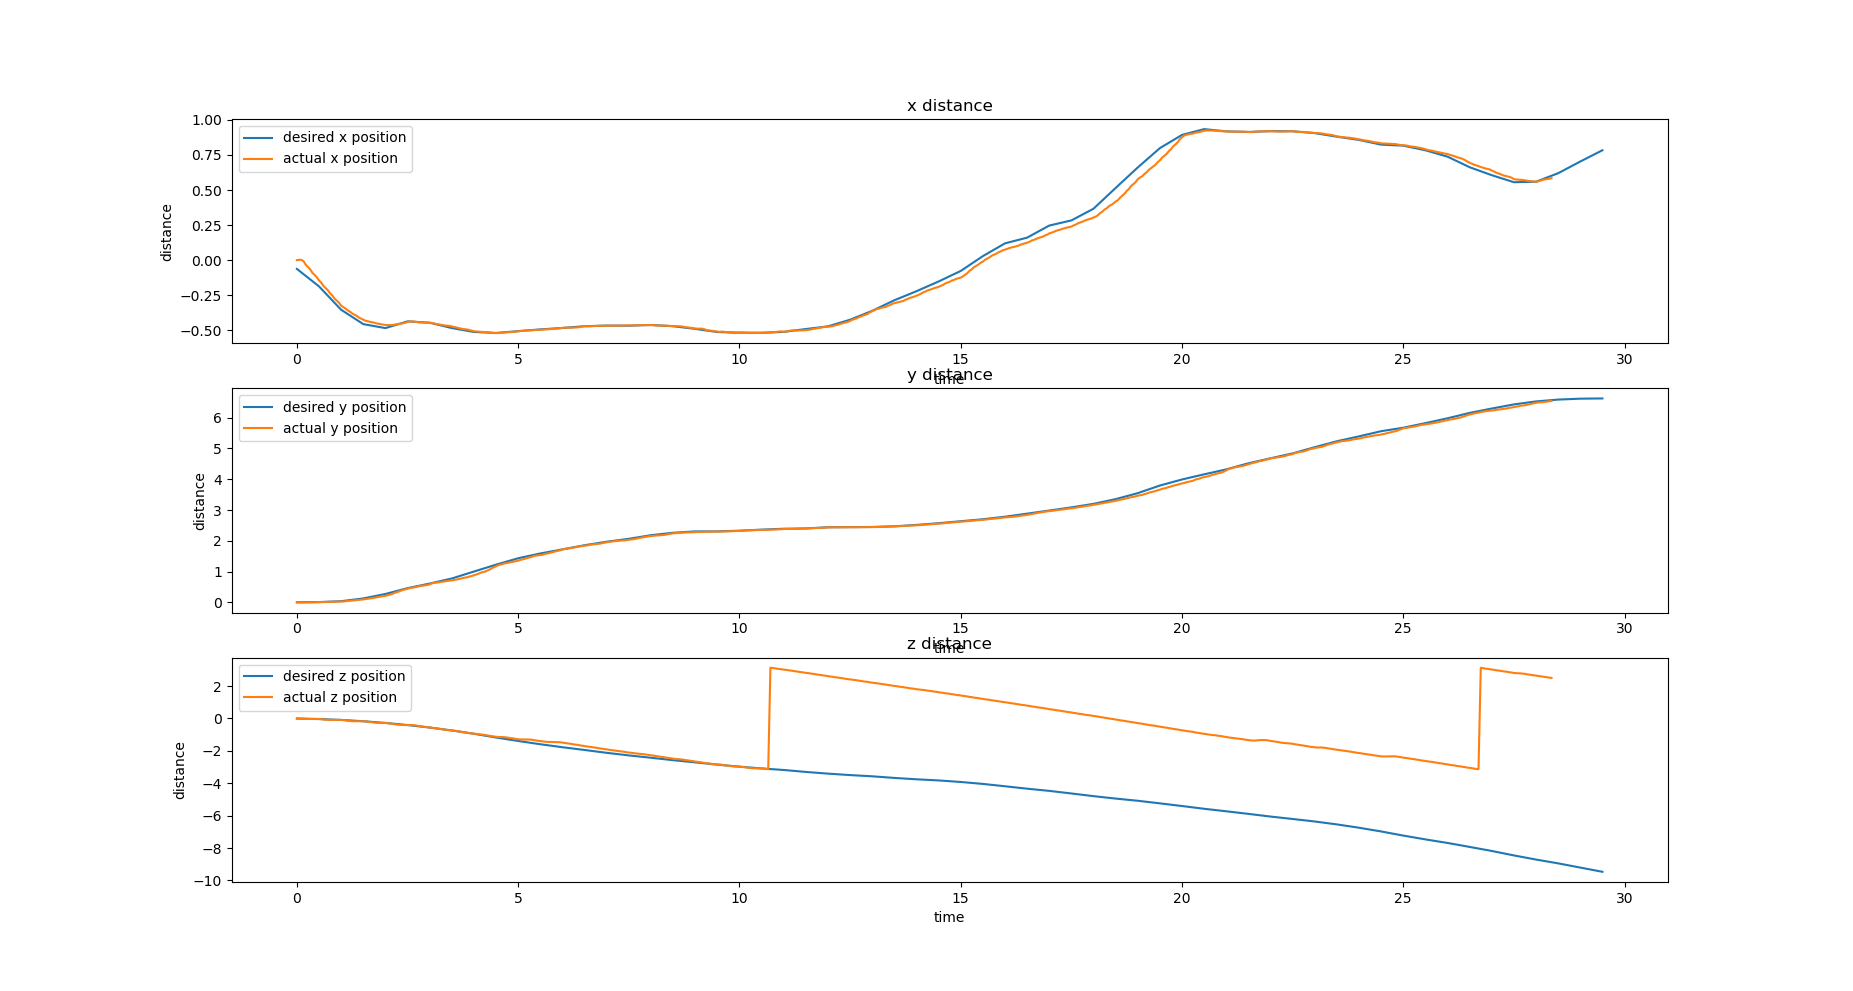 x distance
1.00
0.75
0.50
0.25
0.00
−0.25
−0.50
distance
desired x position
actual x position
0 5 10 15 20 25 30
time
y distance
6
5
4
3
2
1
0
distance
desired y position
actual y position
0 5 10 15 20 25 30
time
z distance
2
0
−2
−4
−6
−8
−10
distance
desired z position
actual z position
0 5 10 15 20 25 30
time